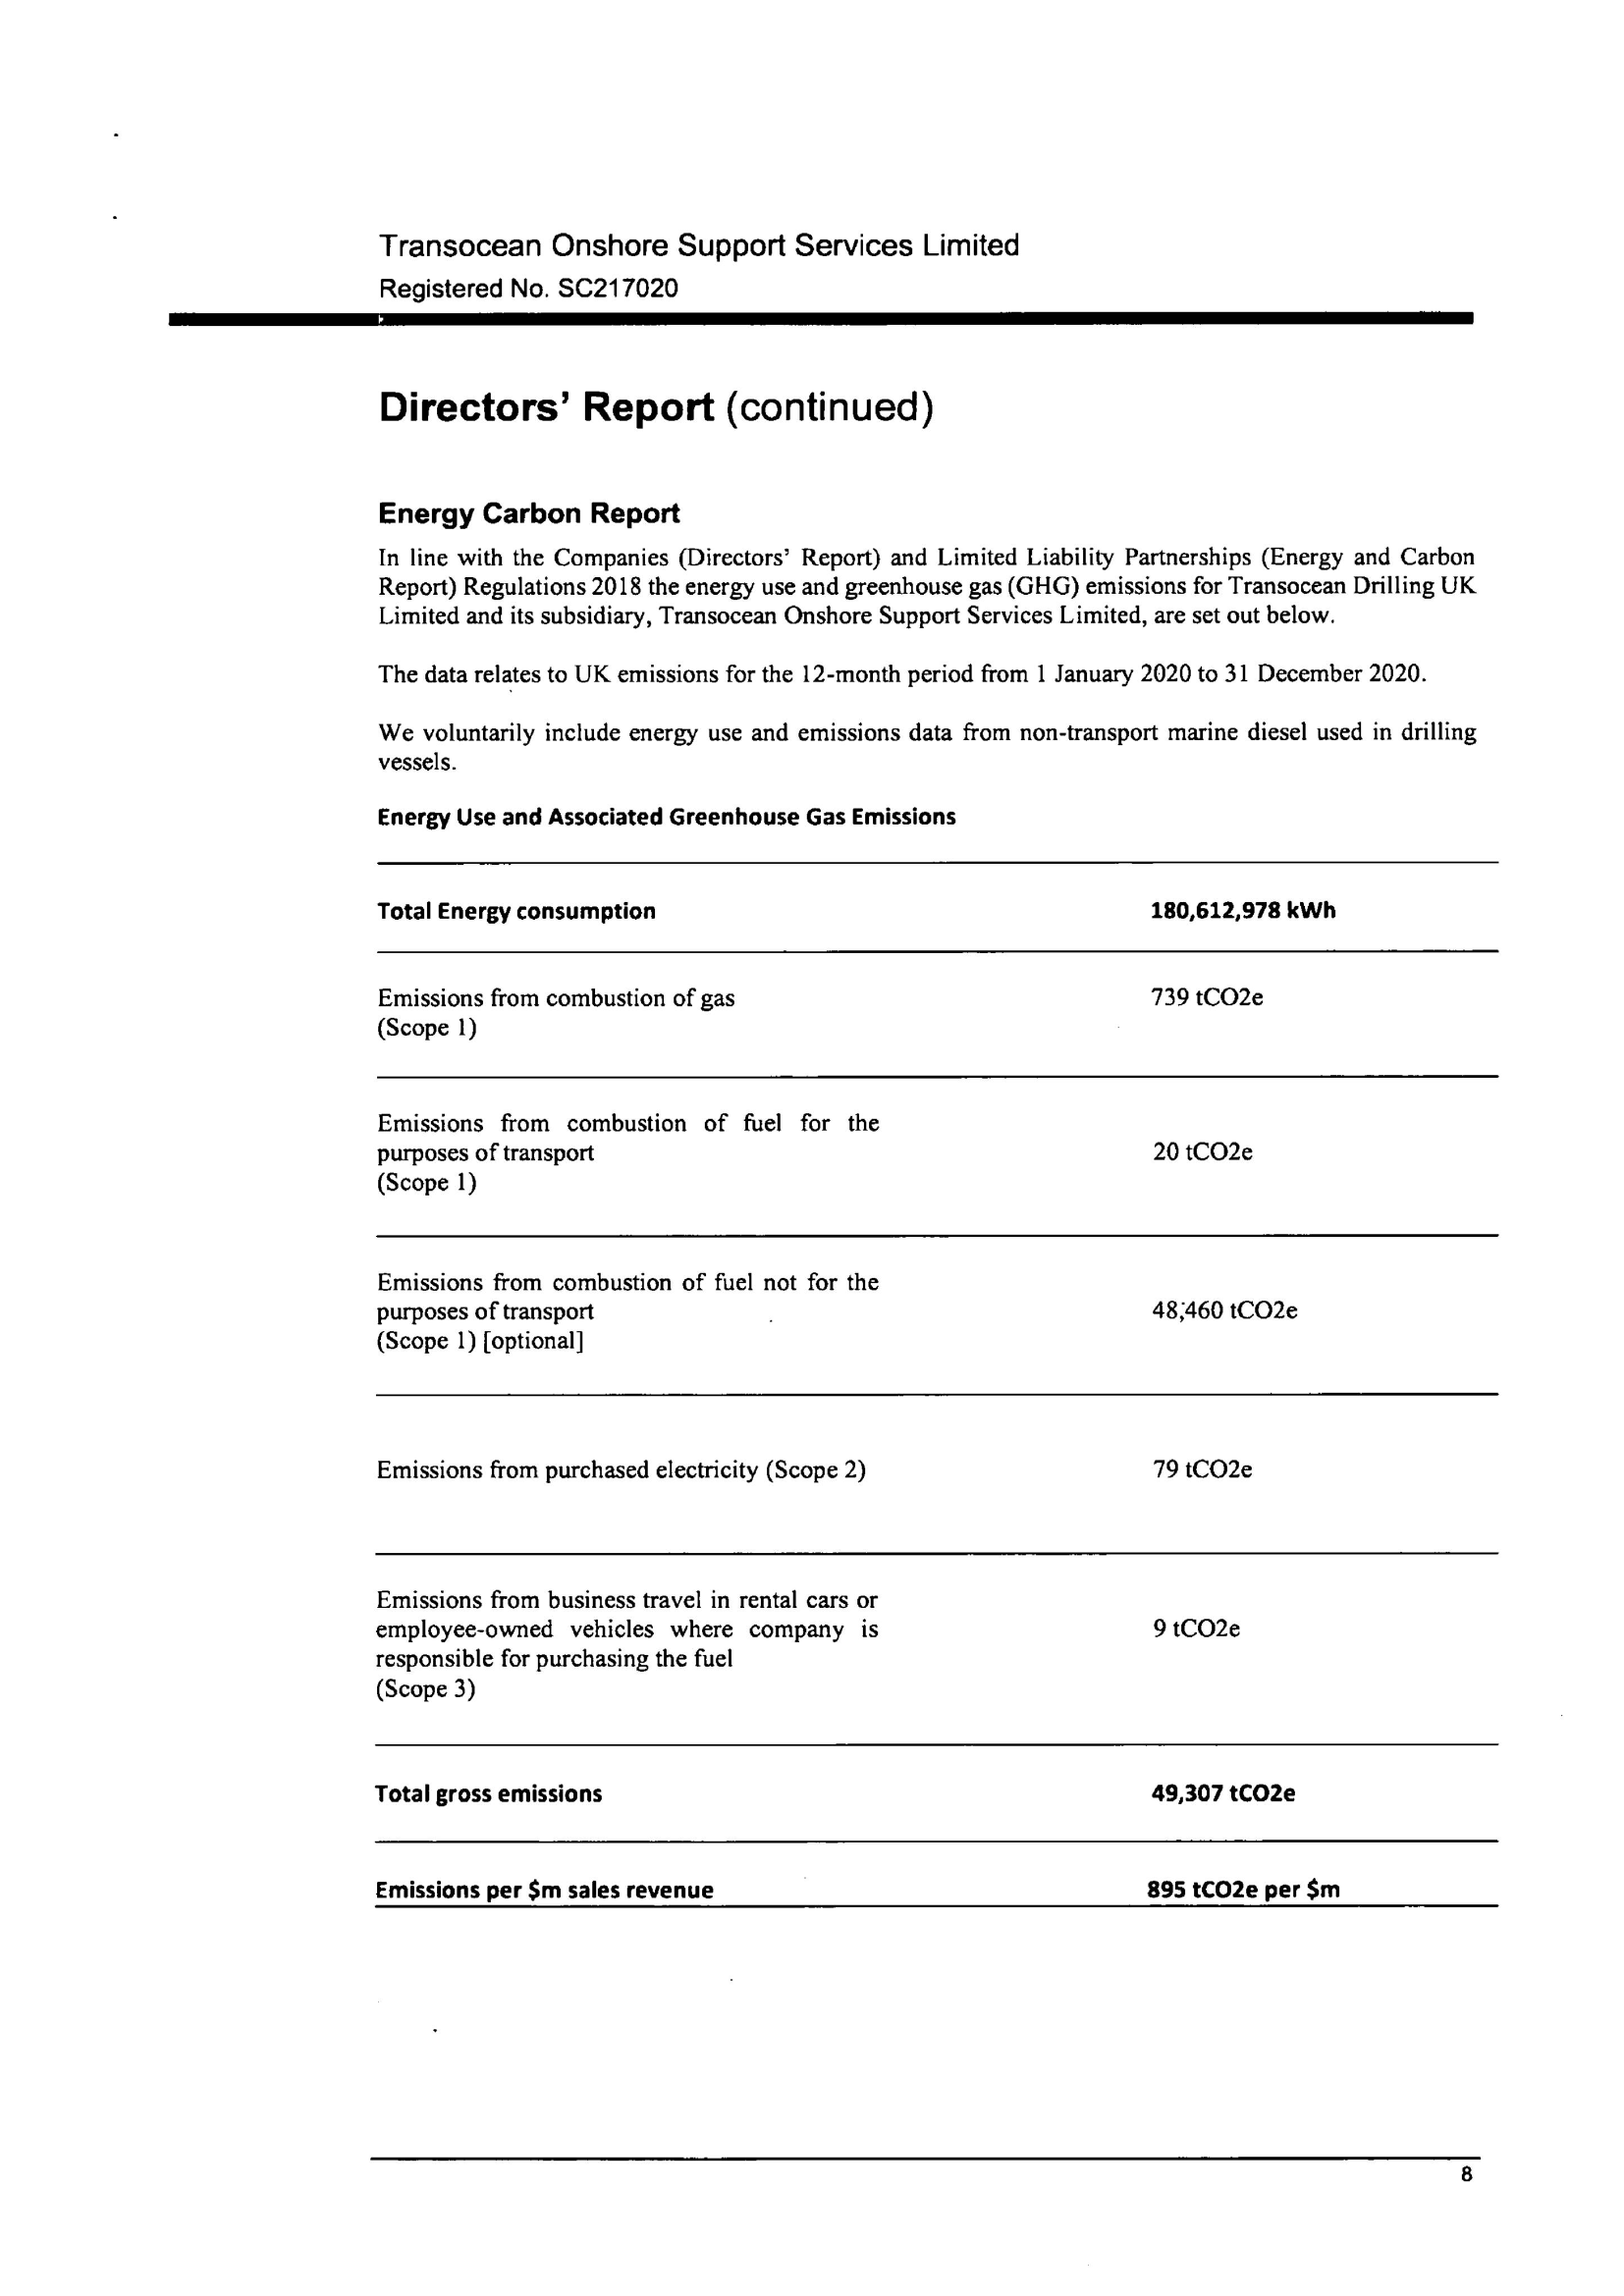 Transocean Onshore Support Services Limited
Registered No. SC217020
Directors' Report (continued)
Energy Carbon Report
In line with the Companies (Directors' Report) and Limited Liability Partnerships (Energy and Carbon
Report) Regulations 2018 the energy use and greenhouse gas (GHG) emissions for Transocean Drilling UK
Limited and its subsidiary, Transocean Onshore Support Services Limited, are set out below.
The data relates to UK emissions for the 12-month period from 1 January 2020 to 31 December 2020.
We voluntarily include energy use and emissions data from non-transport marine diesel used in drilling
vessels.
Energy Use and Associated Greenhouse Gas Emissions
Total Energy consumption 180,612,978 kWh
Emissions from combustion of gas 739 tCO2e
(Scope 1)
Emissions from combustion of fuel for the
purposes of transport 20 tCO2e
(Scope 1)
Emissions from combustion of fuel not for the
purposes of transport 48,460 tCO2e
(Scope 1) [optional]
Emissions from purchased electricity (Scope 2) 79 tCO2e
Emissions from business travel in rental cars or
employee-owned vehicles where company is 9 tCO2e
responsible for purchasing the fuel
(Scope 3)
Total gross emissions 49,307 tCO2e
Emissions per $m sales revenue 895 tCO2e per $m
8